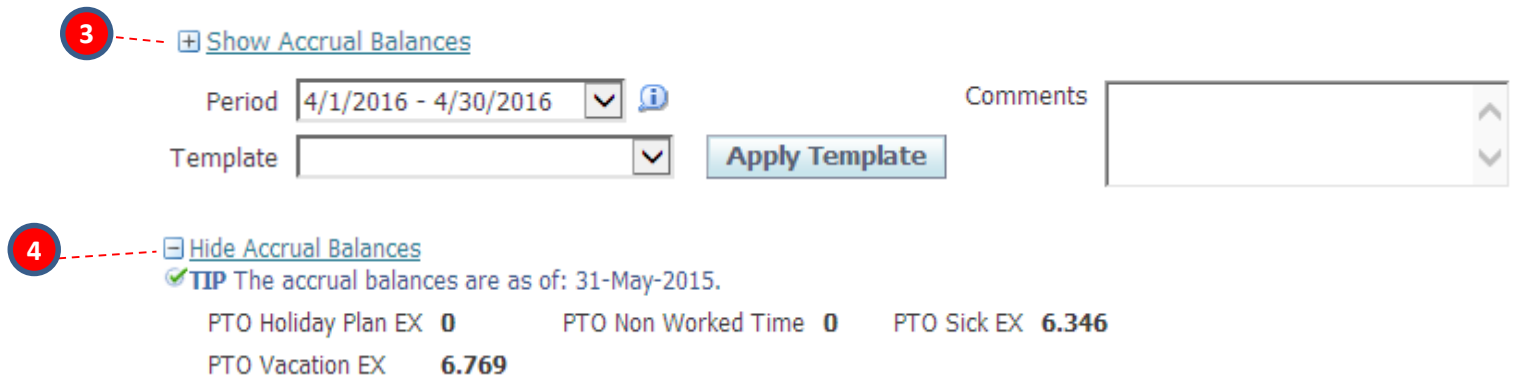 3 Show Accrual Balances
Period 4/1/2016 - 4/30/2016 Comments
Template Apply Template
4 Hide Accrual Balances
TIP The accrual balances are as of: 31-May-2015.
PTO Holiday Plan EX 0 PTO Non Worked Time 0 PTO Sick EX 6.346
PTO Vacation EX 6.769